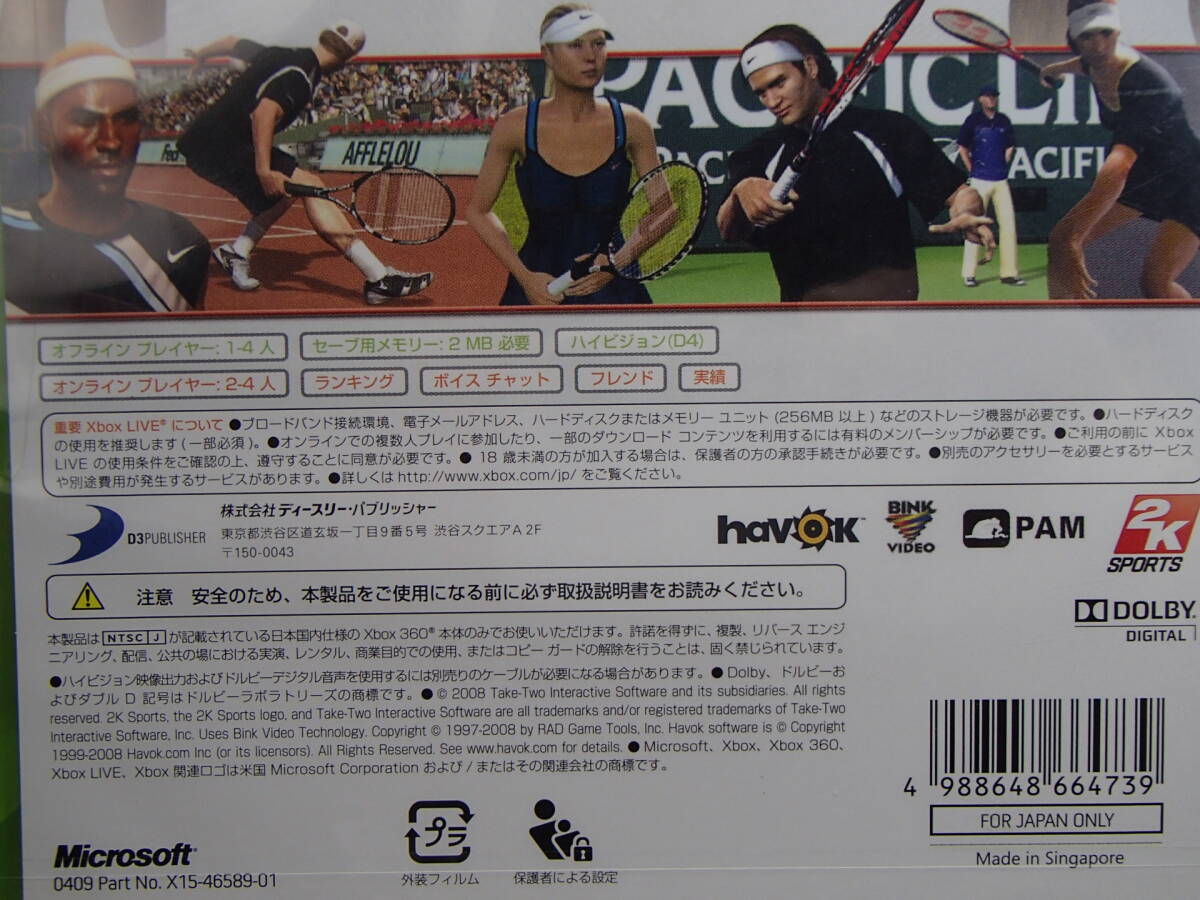 PACIFIC LI
Fed
AFFLELOU
PAC
PACIFI
オフライン プレイヤー: 1-4 人
セーブ用メモリー: 2 MB 必要
ハイビジョン(D4)
オンライン プレイヤー: 2-4 人
ランキング
ボイス チャット
フレンド
実績
重要 Xbox LIVE® について ●ブロードバンド接続環境、電子メールアドレス、ハードディスクまたはメモリー ユニット (256MB 以上) などのストレージ機器が必要です。●ハードディスク
の使用を推奨します (一部必須)。●オンラインでの複数人プレイに参加したり、一部のダウンロード コンテンツを利用するには有料のメンバーシップが必要です。●ご利用の前に Xbox
LIVE の使用条件をご確認の上、遵守することに同意が必要です。● 18 歳未満の方が加入する場合は、保護者の方の承認手続きが必要です。●別売のアクセサリーを必要とするサービス
や別途費用が発生するサービスがあります。●詳しくは http://www.xbox.com/jp/ をご覧ください。
D3PUBLISHER
株式会社 ディースリー・パブリッシャー
東京都渋谷区道玄坂一丁目9番5号 渋谷スクエアA 2F
〒150-0043
havok
BINK
VIDEO
PAM
2K
SPORTS
注意 安全のため、本製品をご使用になる前に必ず取扱説明書をお読みください。
DOLBY
DIGITAL
本製品は NTSC J が記載されている日本国内仕様の Xbox 360® 本体のみでお使いいただけます。許諾を得ずに、複製、リバース エンジ
ニアリング、配信、公共の場における実演、レンタル、商業目的での使用、またはコピー ガードの解除を行うことは、固く禁じられています。
●ハイビジョン映像出力およびドルビーデジタル音声を使用するには別売りのケーブルが必要になる場合があります。● Dolby、ドルビーお
よびダブル D 記号はドルビーラボラトリーズの商標です。● © 2008 Take-Two Interactive Software and its subsidiaries. All rights
reserved. 2K Sports, the 2K Sports logo, and Take-Two Interactive Software are all trademarks and/or registered trademarks of Take-Two
Interactive Software, Inc. Uses Bink Video Technology. Copyright © 1997-2008 by RAD Game Tools, Inc. Havok software is © Copyright
1999-2008 Havok.com Inc (or its licensors). All Rights Reserved. See www.havok.com for details. ● Microsoft、Xbox、Xbox 360、
Xbox LIVE、Xbox 関連ロゴは米国 Microsoft Corporation および / またはその関連会社の商標です。
4 988648 664739
FOR JAPAN ONLY
Made in Singapore
Microsoft
0409 Part No. X15-46589-01
プラ
外装フィルム
保護者による設定